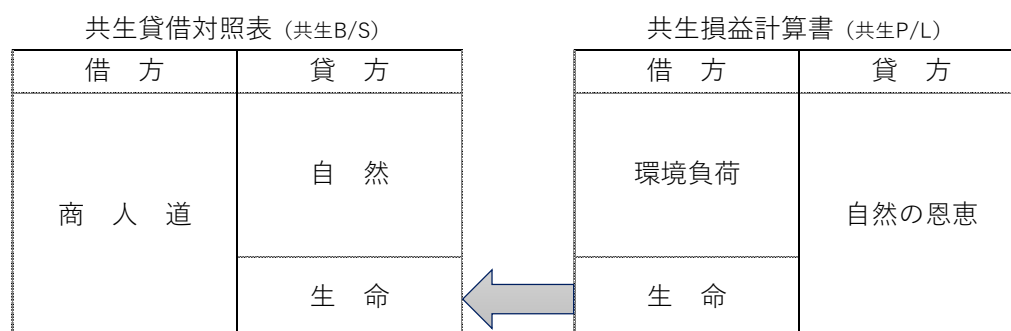 共生貸借対照表（共生B/S）
借　方
貸　方
商　人　道
自　然
生　命
共生損益計算書（共生P/L）
借　方
貸　方
環境負荷
生　命
自然の恩恵